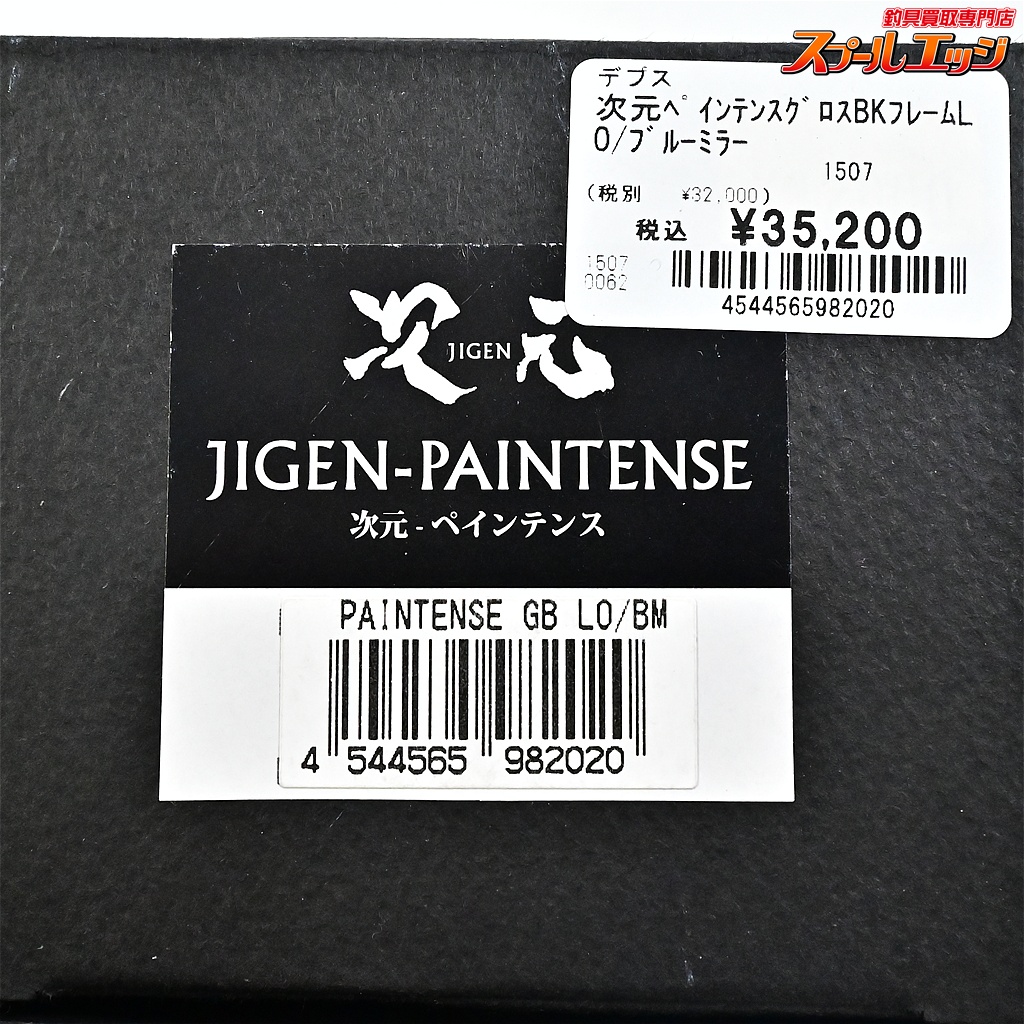 釣具買取専門店
スプールエッジ
デプス
次元ペインテンスグロスBKフレームL
O/ブルーミラー
1507
(税別 ¥32,000)
税込 ¥35,200
1507
0062
4544565982020
次元
JIGEN
JIGEN-PAINTENSE
次元-ペインテンス
PAINTENSE GB LO/BM
4 544565 982020